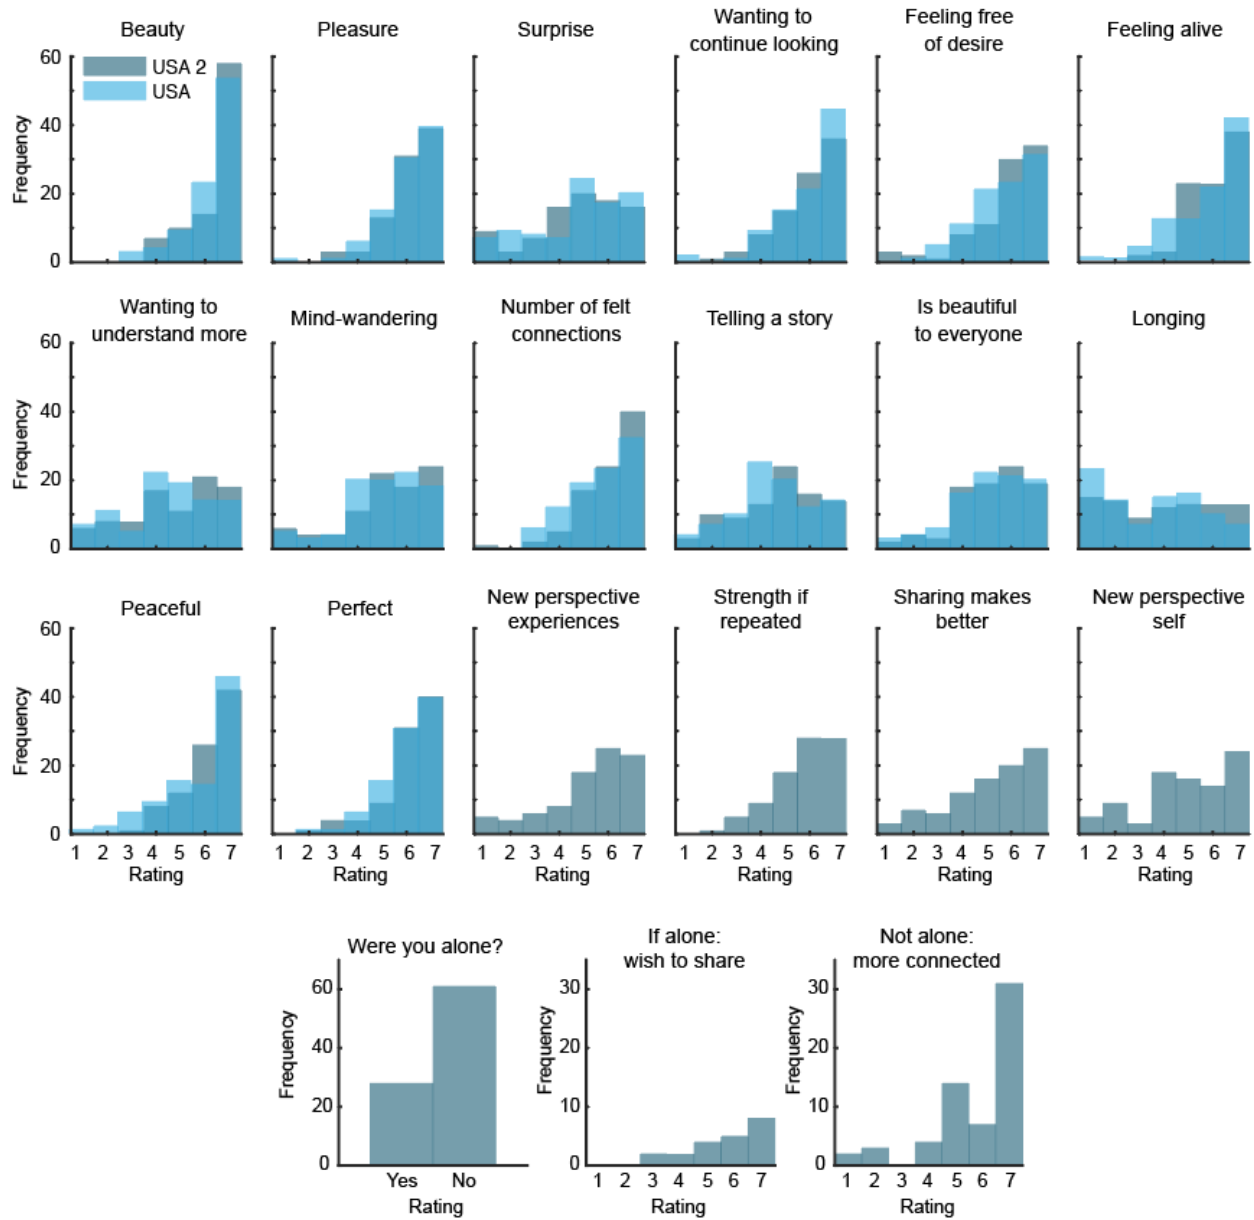 Beauty
Pleasure
Surprise
Wanting to
continue looking
Feeling free
of desire
Feeling alive
USA 2
USA
Frequency
60
40
20
0
Wanting to
understand more
Mind-wandering
Number of felt
connections
Telling a story
Is beautiful
to everyone
Longing
Frequency
60
40
20
0
Peaceful
Perfect
New perspective
experiences
Strength if
repeated
Sharing makes
better
New perspective
self
Frequency
60
40
20
0
1 2 3 4 5 6 7
Rating
1 2 3 4 5 6 7
Rating
1 2 3 4 5 6 7
Rating
1 2 3 4 5 6 7
Rating
1 2 3 4 5 6 7
Rating
1 2 3 4 5 6 7
Rating
Were you alone?
Frequency
60
40
20
0
Yes No
Rating
If alone:
wish to share
Frequency
30
20
10
0
1 2 3 4 5 6 7
Rating
Not alone:
more connected
Frequency
30
20
10
0
1 2 3 4 5 6 7
Rating